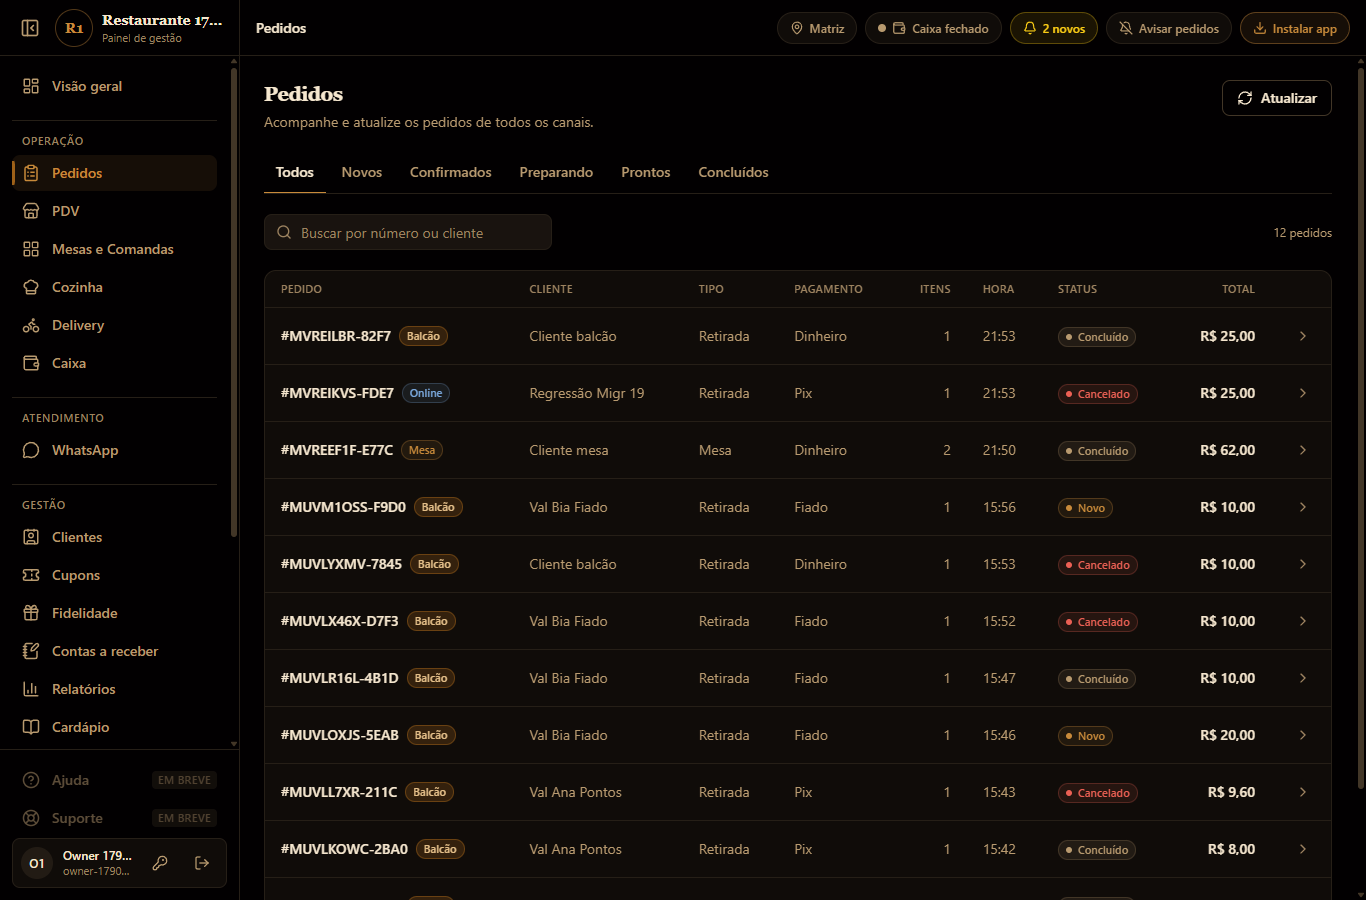 R1
Restaurante 17...
Painel de gestão
Pedidos
Matriz
Caixa fechado
2 novos
Avisar pedidos
Instalar app
Visão geral
OPERAÇÃO
Pedidos
PDV
Mesas e Comandas
Cozinha
Delivery
Caixa
ATENDIMENTO
WhatsApp
GESTÃO
Clientes
Cupons
Fidelidade
Contas a receber
Relatórios
Cardápio
Ajuda EM BREVE
Suporte EM BREVE
O1
Owner 179...
owner-1790...
Pedidos
Acompanhe e atualize os pedidos de todos os canais.
Atualizar
Todos Novos Confirmados Preparando Prontos Concluídos
Buscar por número ou cliente
12 pedidos
PEDIDO CLIENTE TIPO PAGAMENTO ITENS HORA STATUS TOTAL
#MVREILBR-82F7 Balcão Cliente balcão Retirada Dinheiro 1 21:53 Concluído R$ 25,00
#MVREIKVS-FDE7 Online Regressão Migr 19 Retirada Pix 1 21:53 Cancelado R$ 25,00
#MVREEF1F-E77C Mesa Cliente mesa Mesa Dinheiro 2 21:50 Concluído R$ 62,00
#MUVM1OSS-F9D0 Balcão Val Bia Fiado Retirada Fiado 1 15:56 Novo R$ 10,00
#MUVLYXMV-7845 Balcão Cliente balcão Retirada Dinheiro 1 15:53 Cancelado R$ 10,00
#MUVLX46X-D7F3 Balcão Val Bia Fiado Retirada Fiado 1 15:52 Cancelado R$ 10,00
#MUVLR16L-4B1D Balcão Val Bia Fiado Retirada Fiado 1 15:47 Concluído R$ 10,00
#MUVLOXJS-5EAB Balcão Val Bia Fiado Retirada Fiado 1 15:46 Novo R$ 20,00
#MUVLL7XR-211C Balcão Val Ana Pontos Retirada Pix 1 15:43 Cancelado R$ 9,60
#MUVLKOWC-2BA0 Balcão Val Ana Pontos Retirada Pix 1 15:42 Concluído R$ 8,00